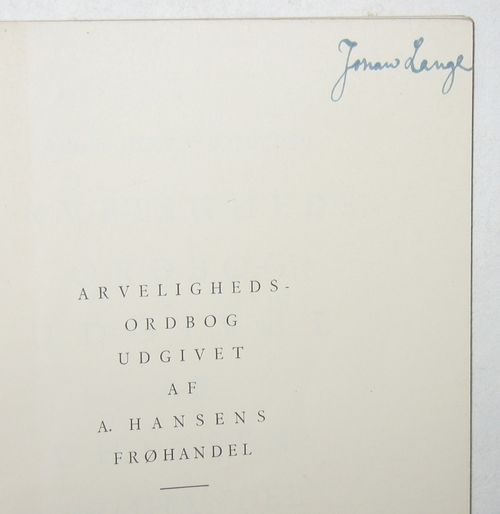 Johan Lange
ARVELIGHEDS-
ORDBOG
UDGIVET
AF
A. HANSENS
FRØHANDEL